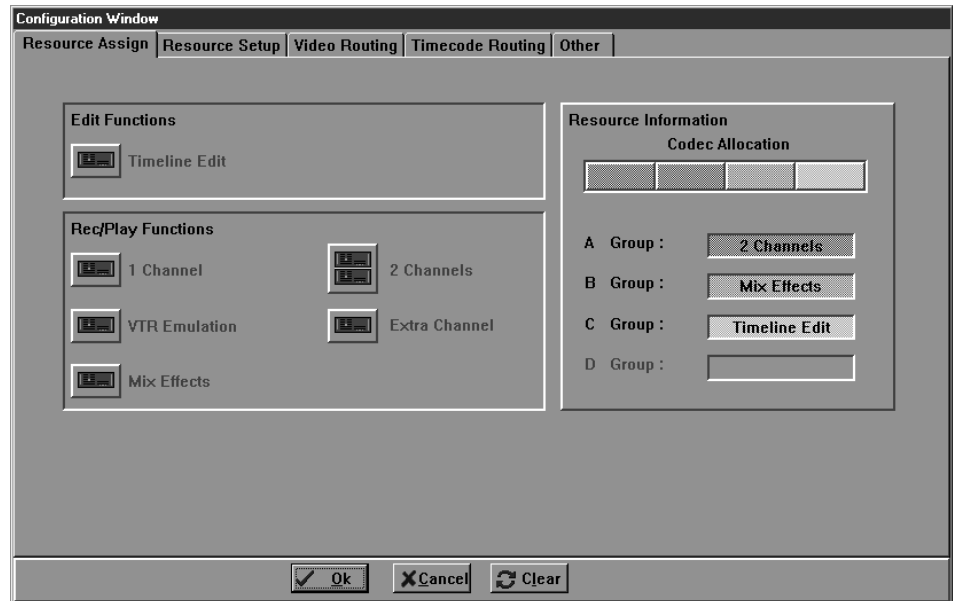 Configuration Window
Resource Assign Resource Setup Video Routing Timecode Routing Other
Edit Functions
Timeline Edit
Rec/Play Functions
1 Channel 2 Channels
VTR Emulation Extra Channel
Mix Effects
Resource Information
Codec Allocation
A Group : 2 Channels
B Group : Mix Effects
C Group : Timeline Edit
D Group :
Ok Cancel Clear